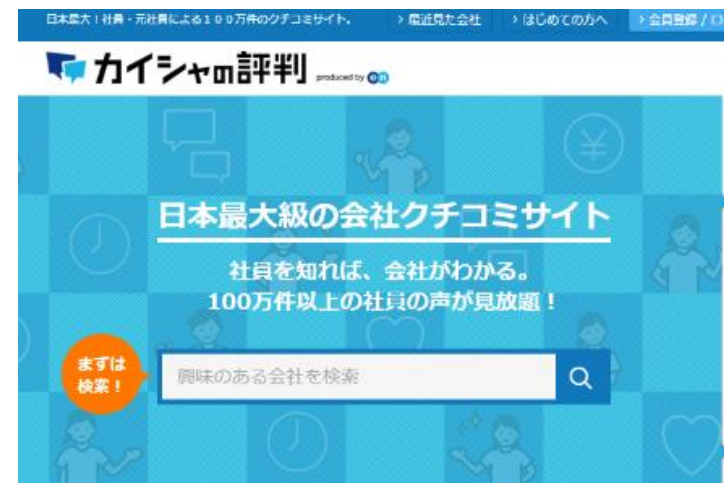 日本最大！社員・元社員による１００万件のクチコミサイト。 > 最近見た会社 > はじめての方へ > 会員登録 /
カイシャの評判 produced by en
日本最大級の会社クチコミサイト
社員を知れば、会社がわかる。
100万件以上の社員の声が見放題！
まずは
検索！
興味のある会社を検索